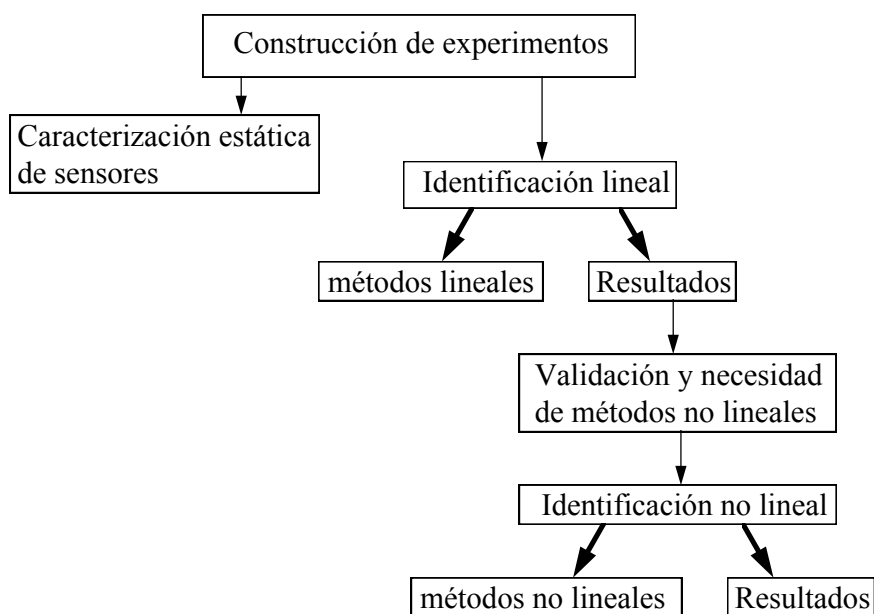 Construcción de experimentos
Caracterización estática
de sensores
Identificación lineal
métodos lineales
Resultados
Validación y necesidad
de métodos no lineales
Identificación no lineal
métodos no lineales
Resultados